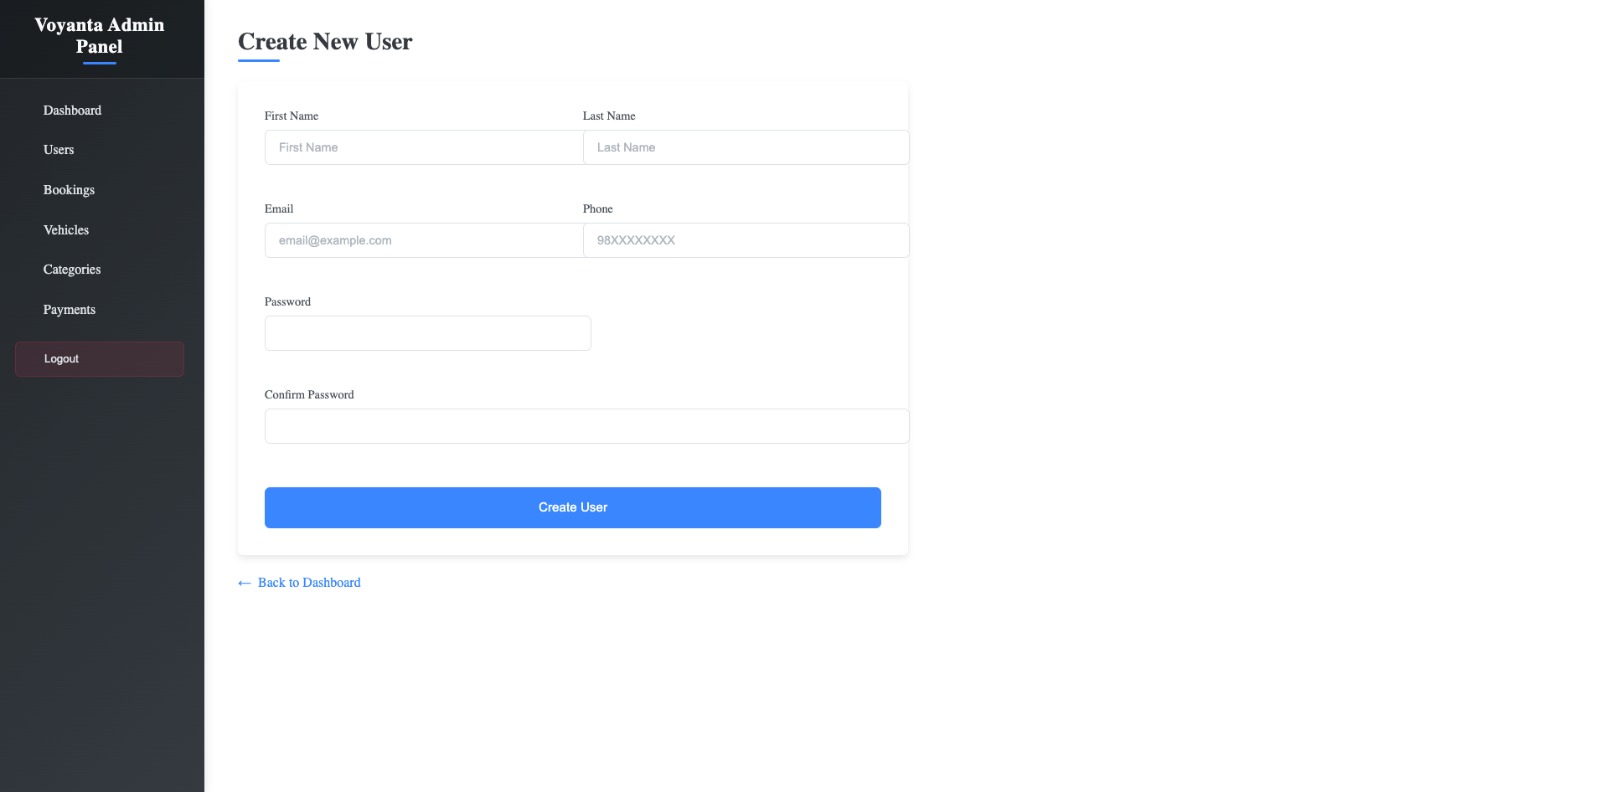 Voyanta Admin
Panel
Dashboard
Users
Bookings
Vehicles
Categories
Payments
Logout
Create New User
First Name
Last Name
First Name
Last Name
Email
Phone
email@example.com
98XXXXXXXX
Password
Confirm Password
Create User
← Back to Dashboard